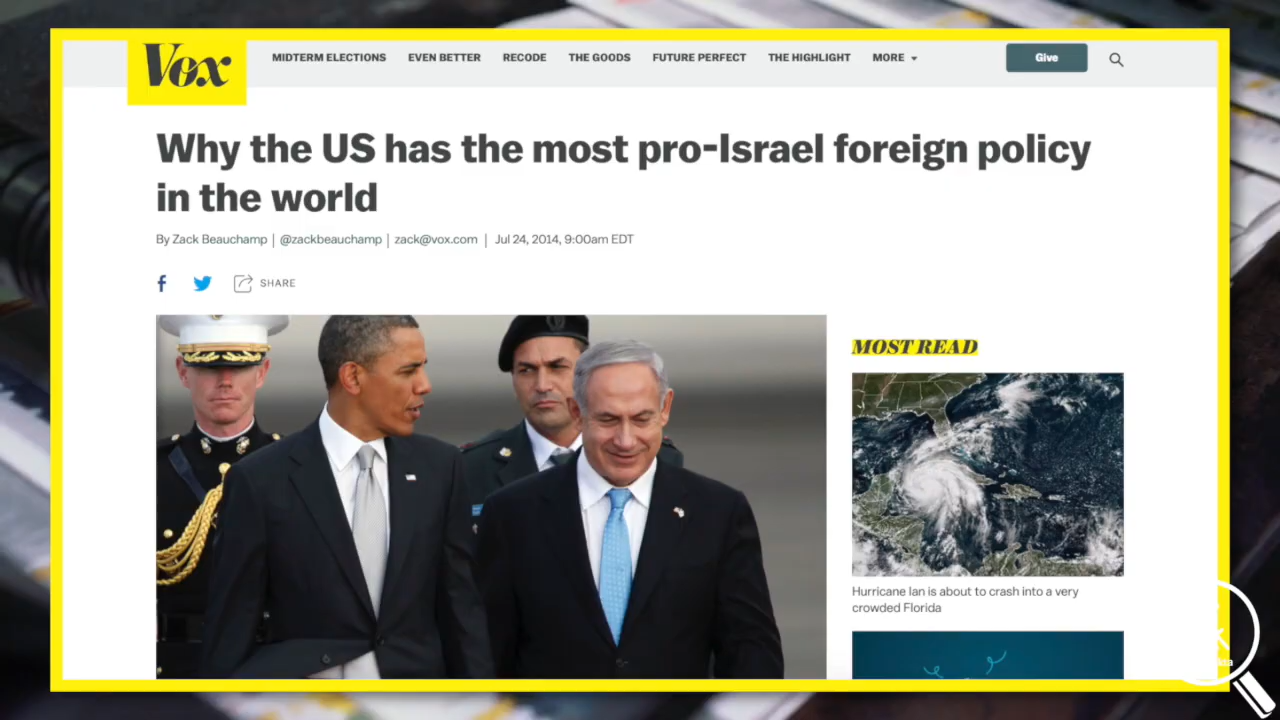 Vox
MIDTERM ELECTIONS
EVEN BETTER
RECODE
THE GOODS
FUTURE PERFECT
THE HIGHLIGHT
MORE
Give
Why the US has the most pro-Israel foreign policy
in the world
By Zack Beauchamp | @zackbeauchamp | zack@vox.com | Jul 24, 2014, 9:00am EDT
SHARE
MOST READ
Hurricane Ian is about to crash into a very
crowded Florida